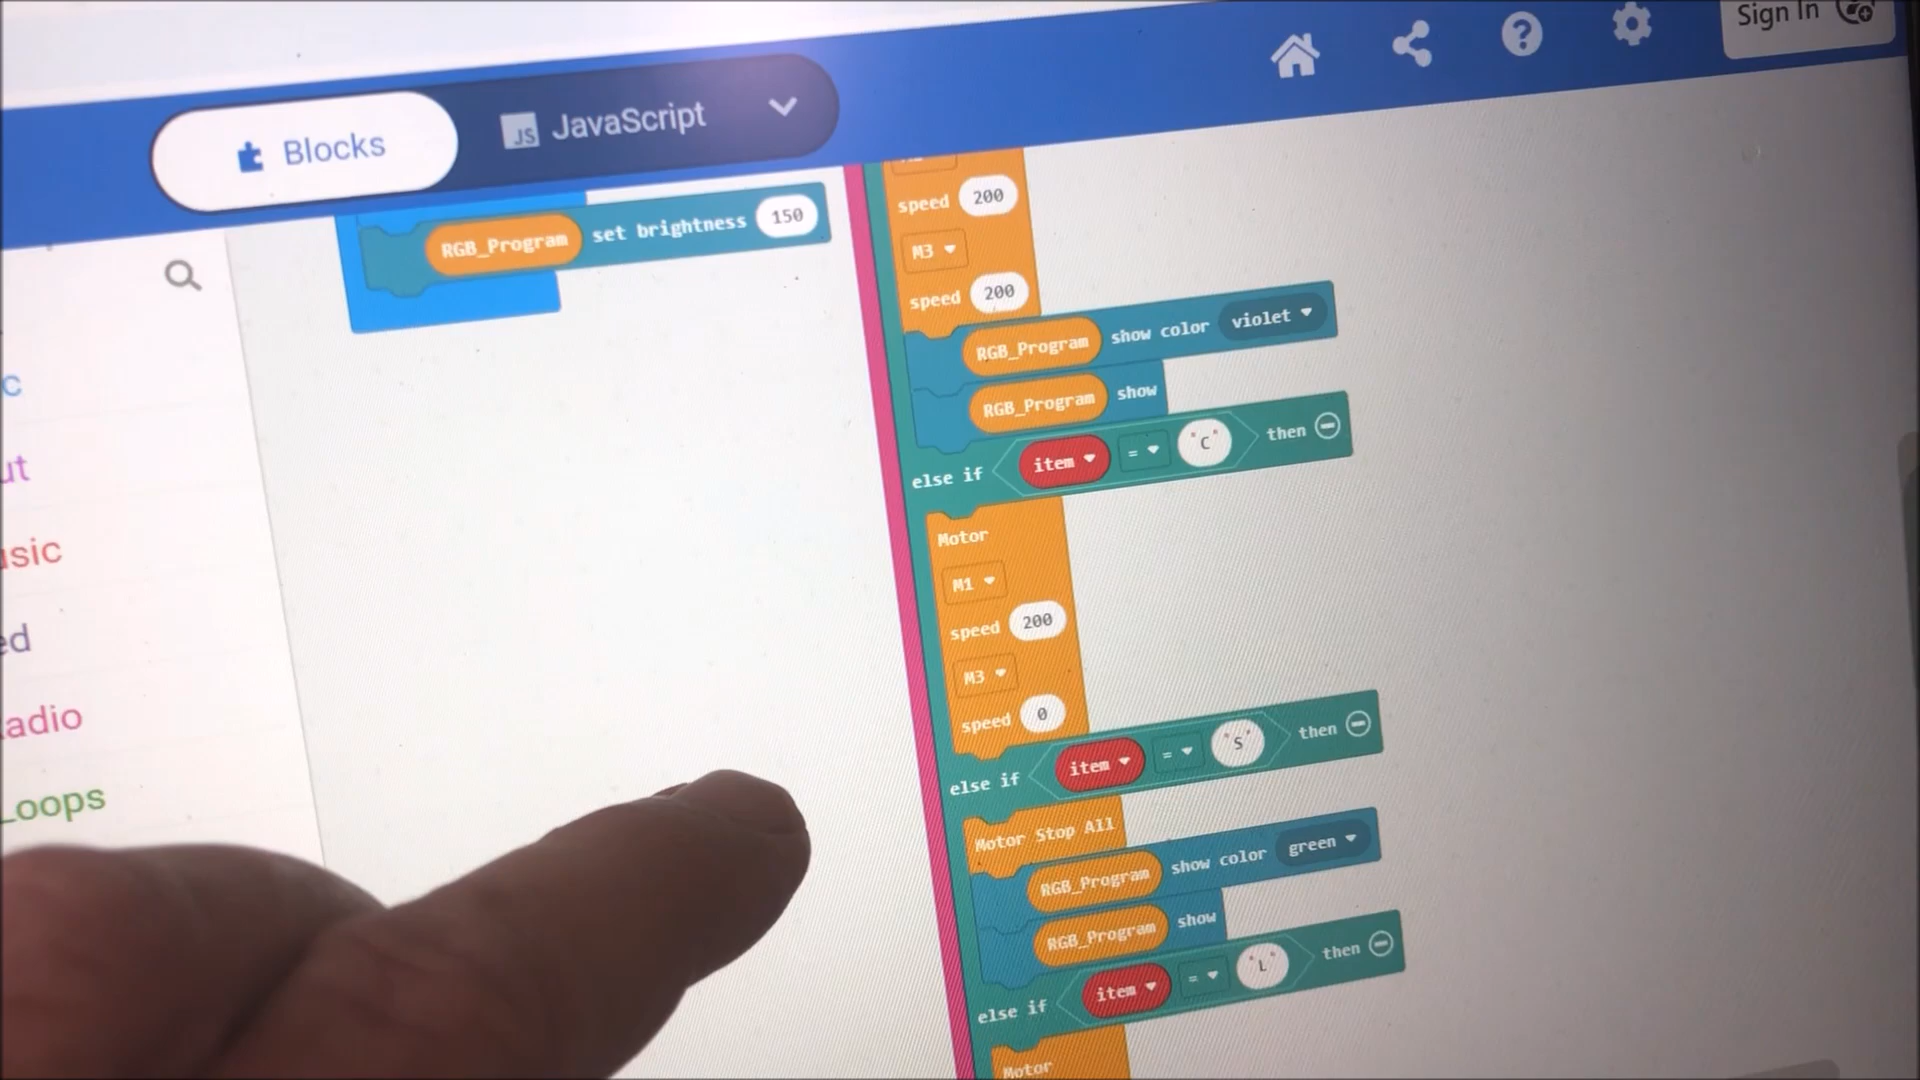 Sign In
Blocks
JS JavaScript
RGB_Program set brightness 150
c
ut
usic
ed
adio
Loops
speed 200
M3
speed 200
RGB_Program show color violet
RGB_Program show
else if item = "C" then
Motor
M1
speed 200
M3
speed 0
else if item = "S" then
Motor Stop All
RGB_Program show color green
RGB_Program show
else if item = "L" then
Motor